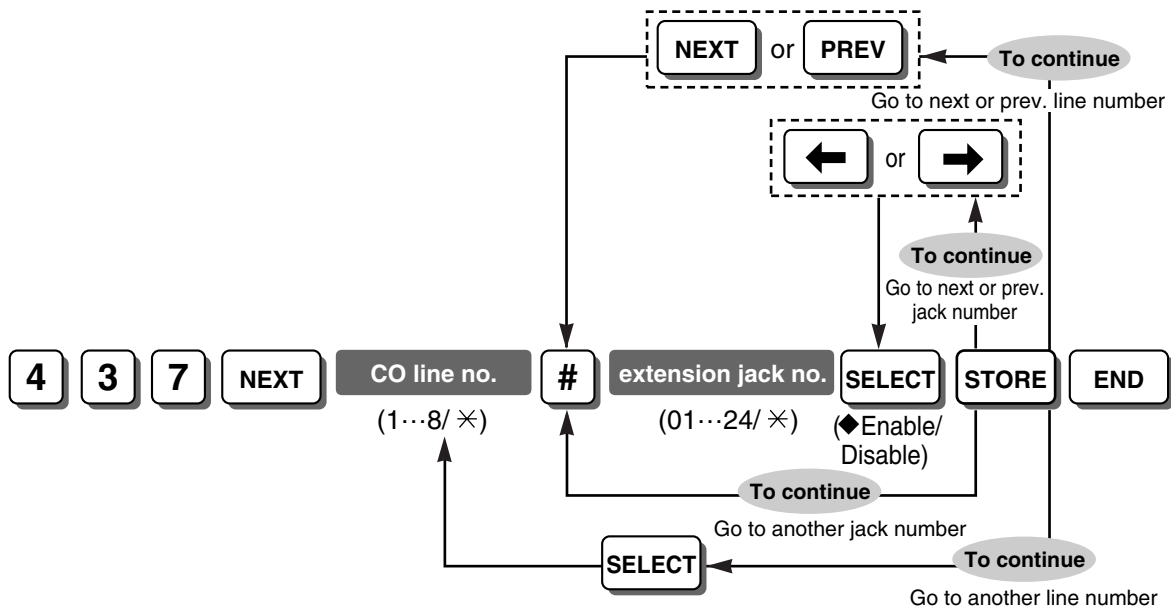 NEXT or PREV
To continue
Go to next or prev. line number
← or →
To continue
Go to next or prev.
jack number
4 3 7 NEXT CO line no. # extension jack no. SELECT STORE END
(1···8/ ✳) (01···24/ ✳) (◆Enable/
Disable)
To continue
Go to another jack number
SELECT
To continue
Go to another line number